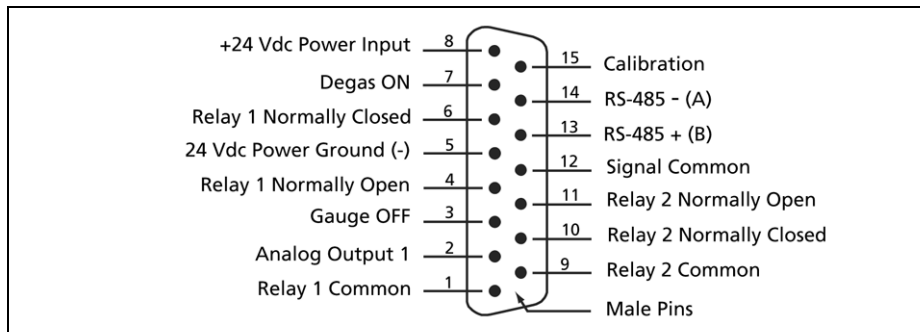 +24 Vdc Power Input 8
Degas ON 7
Relay 1 Normally Closed 6
24 Vdc Power Ground (-) 5
Relay 1 Normally Open 4
Gauge OFF 3
Analog Output 1 2
Relay 1 Common 1
15 Calibration
14 RS-485 - (A)
13 RS-485 + (B)
12 Signal Common
11 Relay 2 Normally Open
10 Relay 2 Normally Closed
9 Relay 2 Common
Male Pins